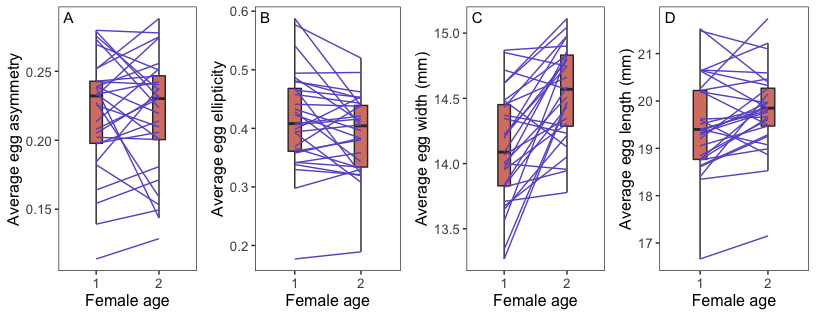 A
Average egg asymmetry
0.25
0.20
0.15
1 2
Female age
B
Average egg ellipticity
0.6
0.5
0.4
0.3
0.2
1 2
Female age
C
Average egg width (mm)
15.0
14.5
14.0
13.5
1 2
Female age
D
Average egg length (mm)
21
20
19
18
17
1 2
Female age